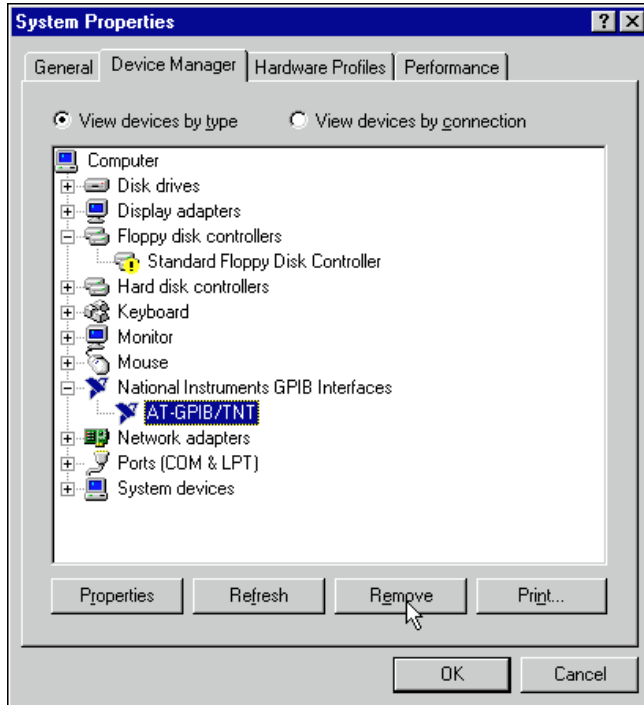 System Properties
General Device Manager Hardware Profiles Performance
View devices by type View devices by connection
Computer
Disk drives
Display adapters
Floppy disk controllers
Standard Floppy Disk Controller
Hard disk controllers
Keyboard
Monitor
Mouse
National Instruments GPIB Interfaces
AT-GPIB/TNT
Network adapters
Ports (COM & LPT)
System devices
Properties Refresh Remove Print...
OK Cancel